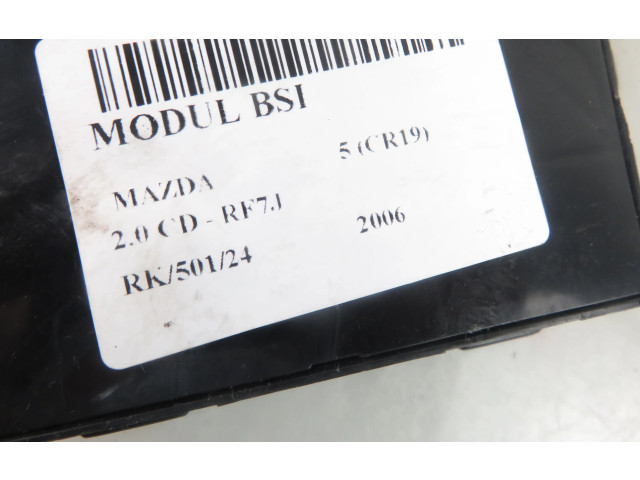 MODUL BSI
MAZDA 5 (CR19)
2.0 CD - RF7J 2006
RK/501/24